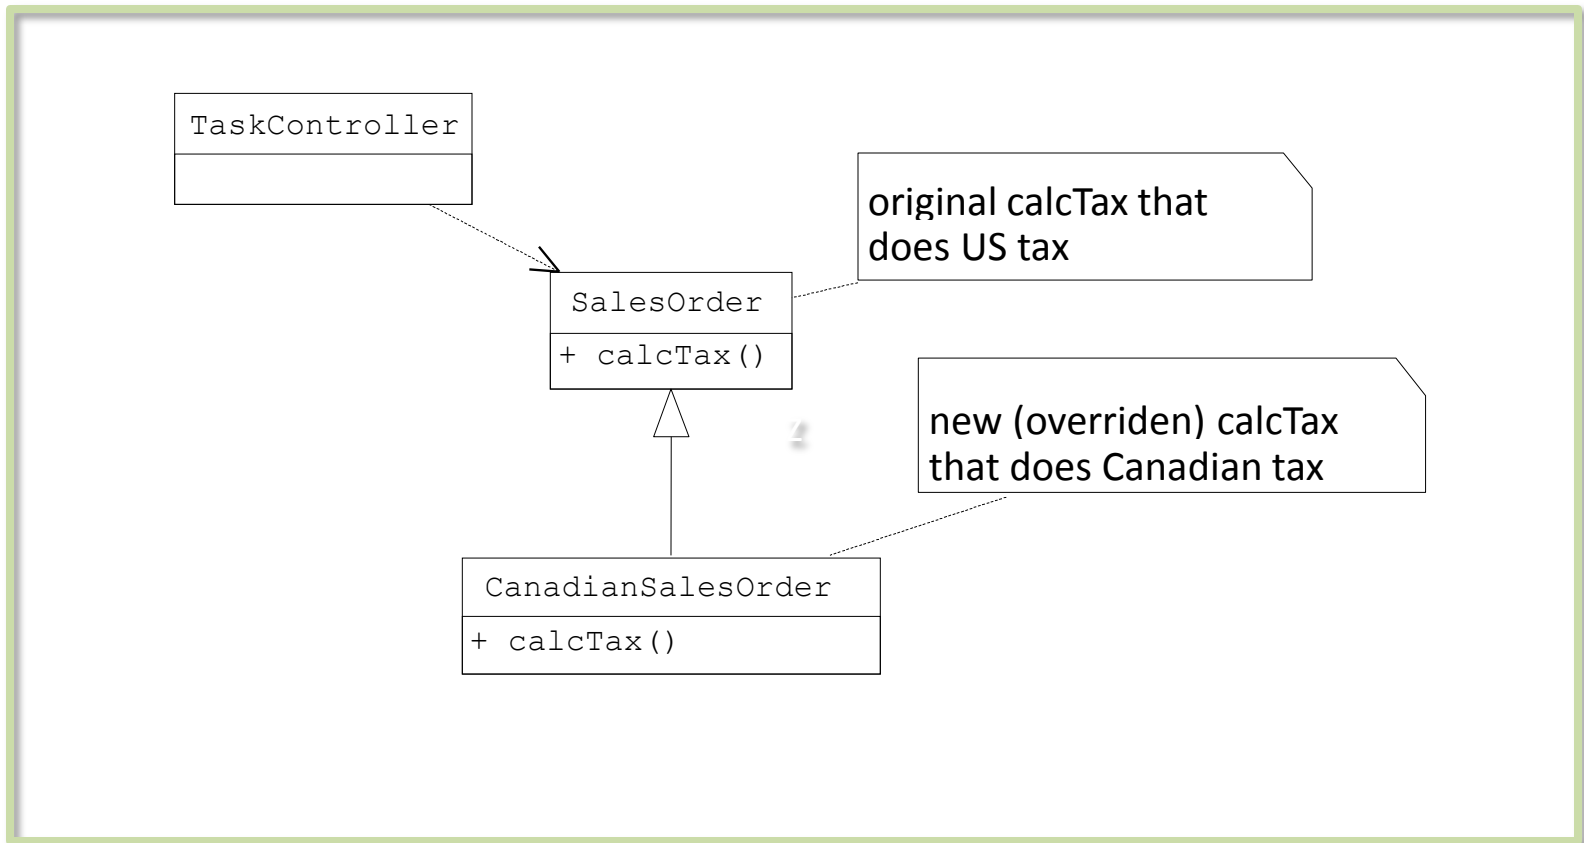 TaskController
original calcTax that
does US tax
SalesOrder
+ calcTax()
new (overriden) calcTax
that does Canadian tax
CanadianSalesOrder
+ calcTax()